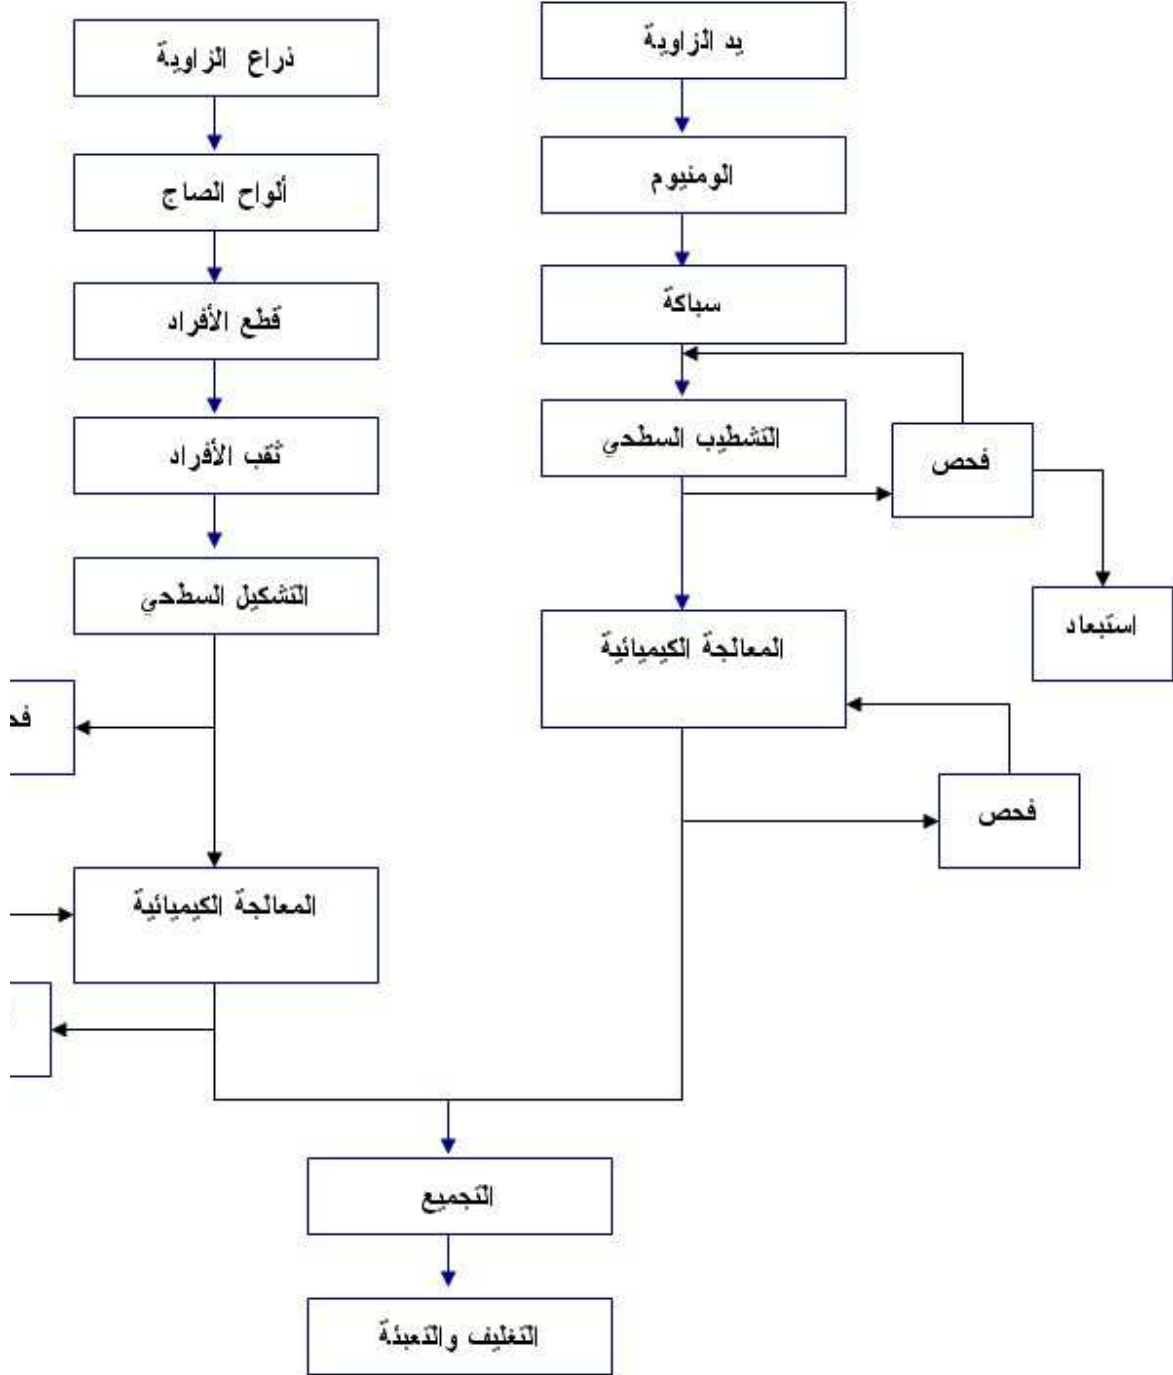 يد الزاوية
ذراع الزاوية
الومنيوم
ألواح الصاج
سباكة
قطع الأفراد
التشطيب السطحي
فحص
ثقب الأفراد
التشكيل السطحي
استبعاد
المعالجة الكيميائية
فحص
المعالجة الكيميائية
التجميع
التغليف والتعبئة